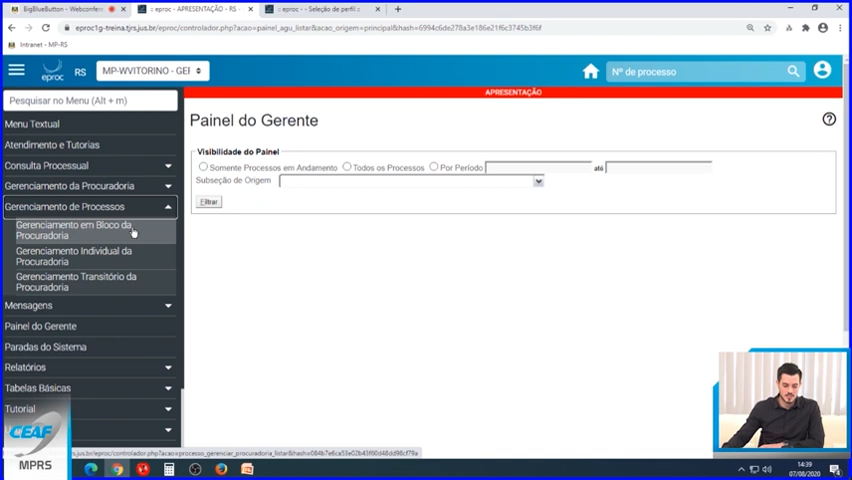 BigBlueButton - Webconferê
:: eproc - APRESENTAÇÃO - RS ::
:: eproc - - Seleção de perfil ::
eproc1g-treina.tjrs.jus.br/eproc/controlador.php?acao=painel_agu_listar&acao_origem=principal&hash=
Intranet - MP-RS
eproc
RS
MP-WVITORINO - GER
Nº de processo
APRESENTAÇÃO
Pesquisar no Menu (Alt + m)
Menu Textual
Atendimento e Tutorias
Consulta Processual
Gerenciamento da Procuradoria
Gerenciamento de Processos
Gerenciamento em Bloco da
Procuradoria
Gerenciamento Individual da
Procuradoria
Gerenciamento Transitório da
Procuradoria
Mensagens
Painel do Gerente
Paradas do Sistema
Relatórios
Tabelas Básicas
Tutorial
Painel do Gerente
Visibilidade do Painel
Somente Processos em Andamento
Todos os Processos
Por Período
até
Subseção de Origem
Filtrar
CEAF
MPRS
14:39
07/08/2020